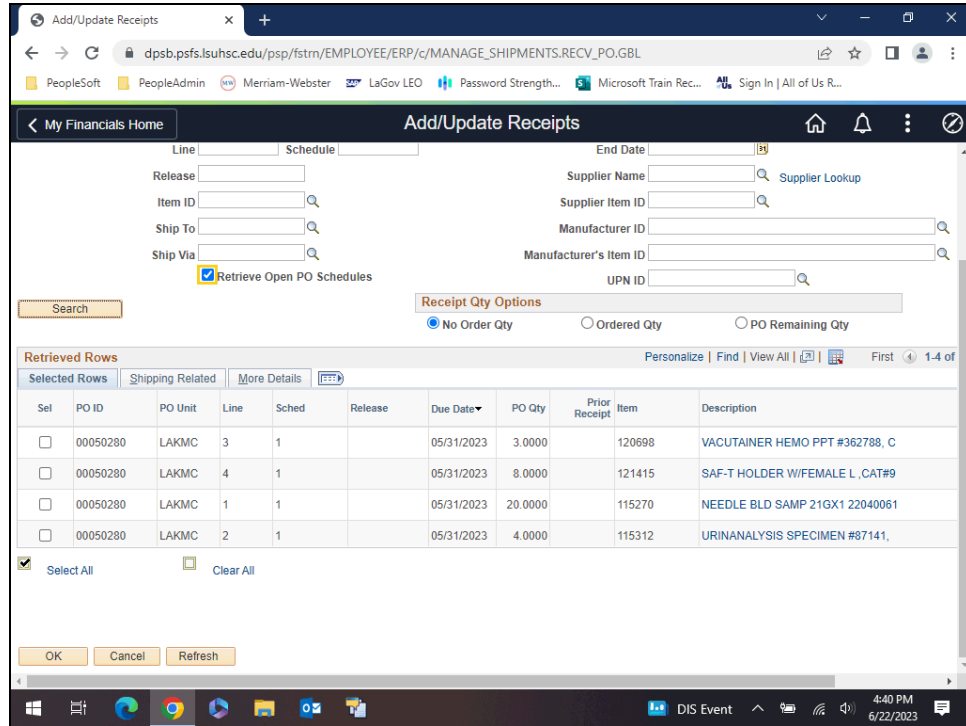 Add/Update Receipts
dpsb.psfs.lsuhsc.edu/psp/fstrn/EMPLOYEE/ERP/c/MANAGE_SHIPMENTS.RECV_PO.GBL
PeopleSoft PeopleAdmin MW Merriam-Webster LaGov LEO Password Strength... Microsoft Train Rec... All of Us Sign In | All of Us R...
My Financials Home Add/Update Receipts
Line Schedule End Date 31
Release Supplier Name Supplier Lookup
Item ID Supplier Item ID
Ship To Manufacturer ID
Ship Via Manufacturer's Item ID
Retrieve Open PO Schedules UPN ID
Search Receipt Qty Options
No Order Qty Ordered Qty PO Remaining Qty
Retrieved Rows Personalize | Find | View All | | First 1-4 of
Selected Rows Shipping Related More Details
Sel PO ID PO Unit Line Sched Release Due Date PO Qty Prior Receipt Item Description
00050280 LAKMC 3 1 05/31/2023 3.0000 120698 VACUTAINER HEMO PPT #362788, C
00050280 LAKMC 4 1 05/31/2023 8.0000 121415 SAF-T HOLDER W/FEMALE L ,CAT#9
00050280 LAKMC 1 1 05/31/2023 20.0000 115270 NEEDLE BLD SAMP 21GX1 22040061
00050280 LAKMC 2 1 05/31/2023 4.0000 115312 URINANALYSIS SPECIMEN #87141,
Select All Clear All
OK Cancel Refresh
DIS Event 4:40 PM
6/22/2023